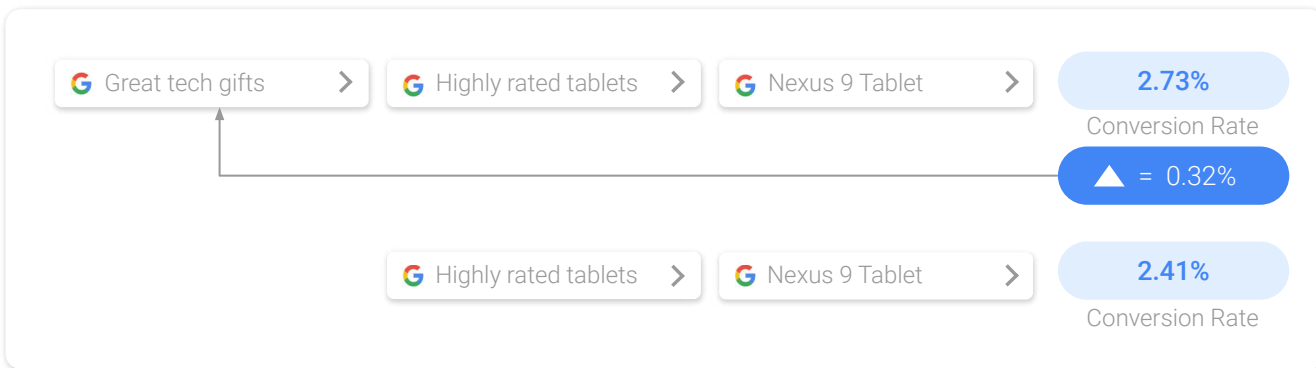 Great tech gifts
Highly rated tablets
Nexus 9 Tablet
2.73%
Conversion Rate
= 0.32%
Highly rated tablets
Nexus 9 Tablet
2.41%
Conversion Rate